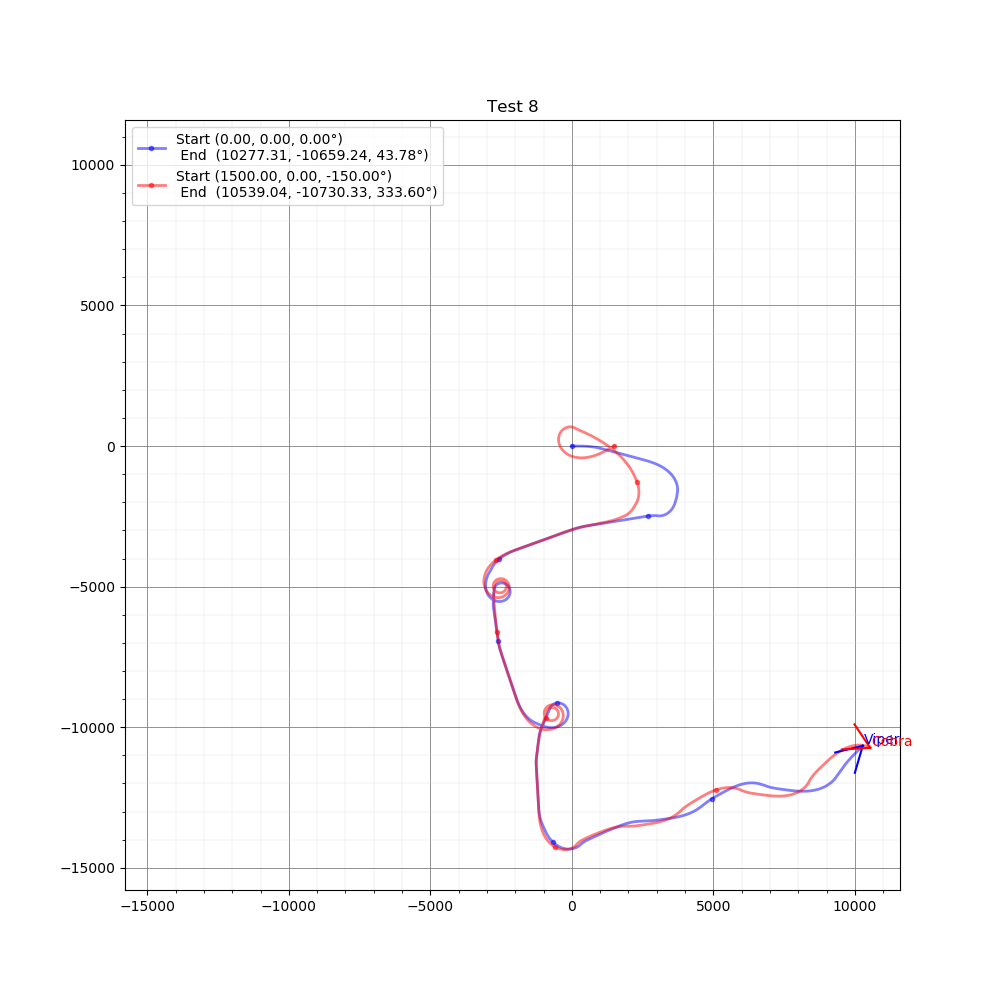 Test 8
Start (0.00, 0.00, 0.00°)
End (10277.31, -10659.24, 43.78°)
Start (1500.00, 0.00, -150.00°)
End (10539.04, -10730.33, 333.60°)
10000
5000
0
−5000
−10000
−15000
Viper
Cobra
−15000
−10000
−5000
0
5000
10000